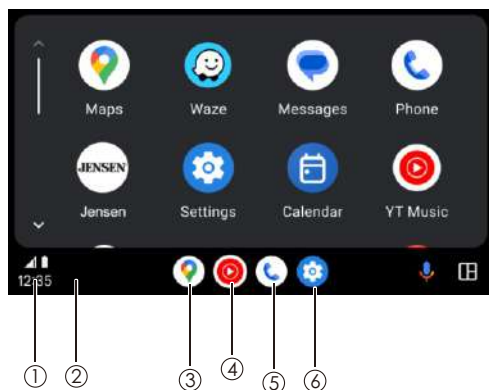 Maps Waze Messages Phone
JENSEN
Jensen Settings Calendar YT Music
12:35
① ② ③ ④ ⑤ ⑥